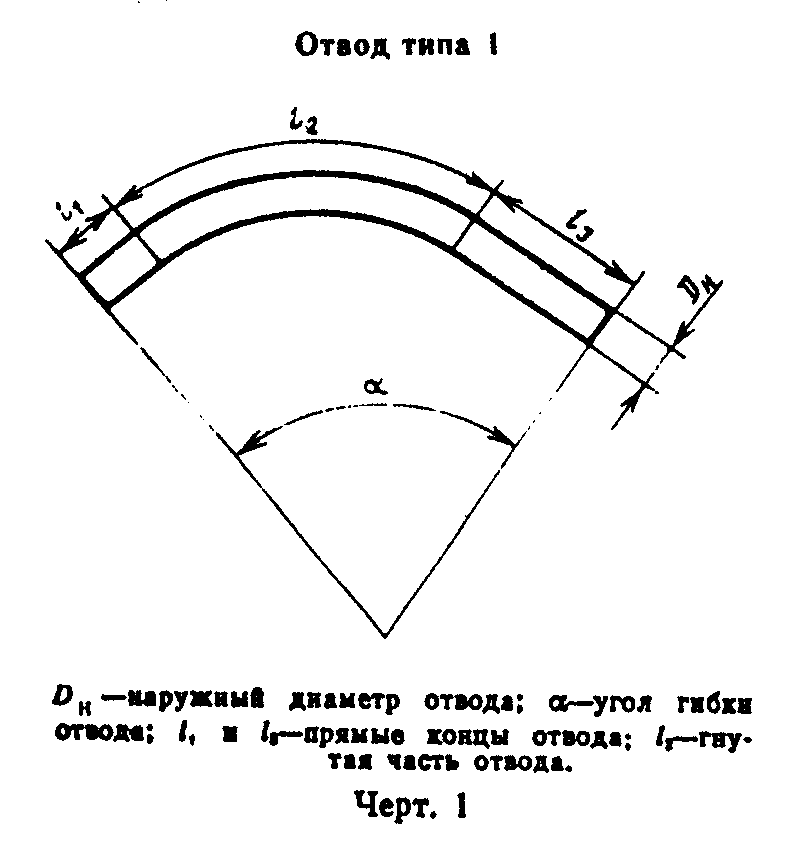 Отвод типа 1
l₂
l₁
l₃
Dн
α
Dн—наружный диаметр отвода; α—угол гибки
отвода; l₁ и l₃—прямые концы отвода; l₂—гну-
тая часть отвода.
Черт. 1